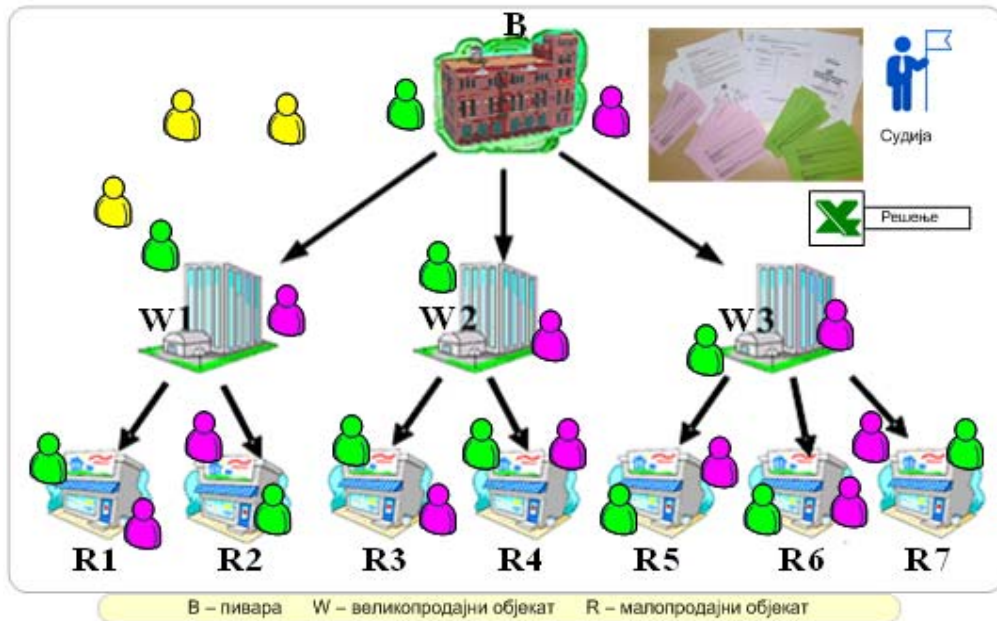 B
Судија
Решење
W1
W2
W3
R1
R2
R3
R4
R5
R6
R7
B – пивара W – великопродајни објекат R – малопродајни објекат